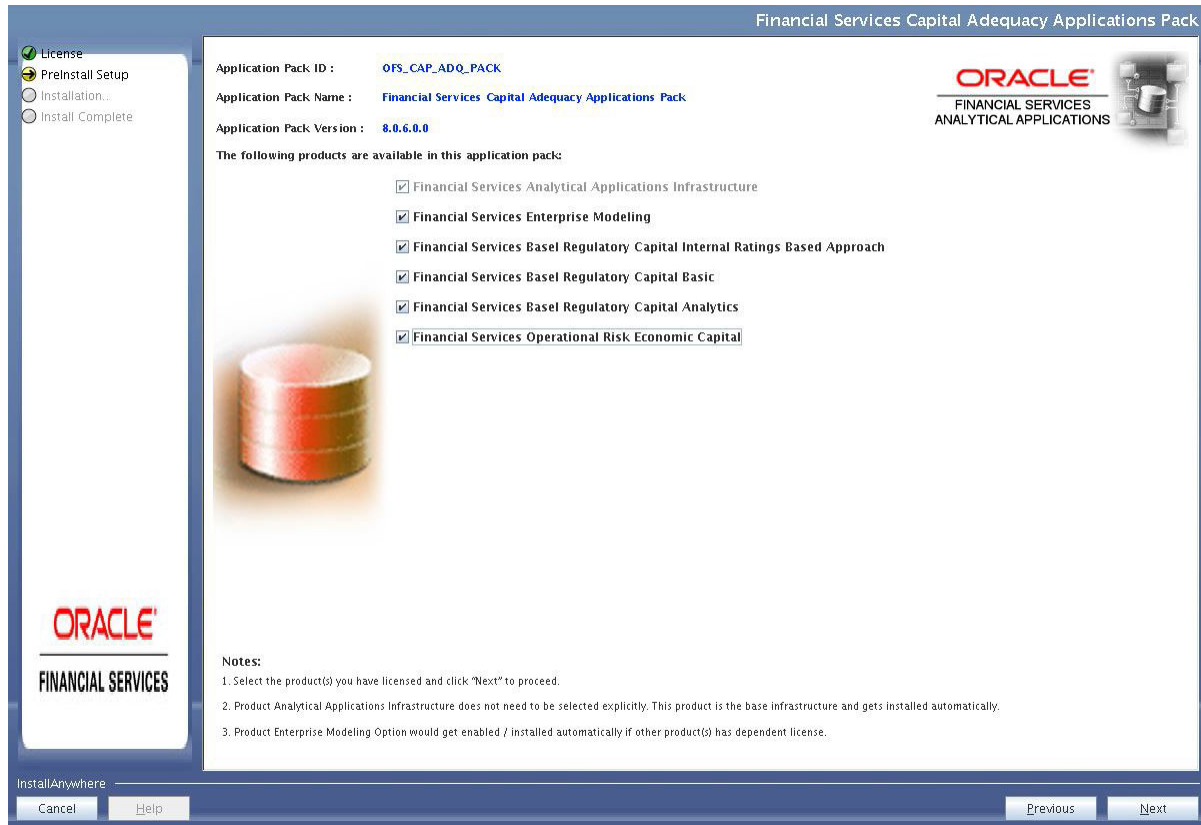 Financial Services Capital Adequacy Applications Pack
License
PreInstall Setup
Installation...
Install Complete
Application Pack ID : OFS_CAP_ADQ_PACK
Application Pack Name : Financial Services Capital Adequacy Applications Pack
Application Pack Version : 8.0.6.0.0
The following products are available in this application pack:
ORACLE®
FINANCIAL SERVICES
ANALYTICAL APPLICATIONS
Financial Services Analytical Applications Infrastructure
Financial Services Enterprise Modeling
Financial Services Basel Regulatory Capital Internal Ratings Based Approach
Financial Services Basel Regulatory Capital Basic
Financial Services Basel Regulatory Capital Analytics
Financial Services Operational Risk Economic Capital
ORACLE®
FINANCIAL SERVICES
Notes:
1. Select the product(s) you have licensed and click "Next" to proceed.
2. Product Analytical Applications Infrastructure does not need to be selected explicitly. This product is the base infrastructure and gets installed automatically.
3. Product Enterprise Modeling Option would get enabled / installed automatically if other product(s) has dependent license.
InstallAnywhere
Cancel
Help
Previous
Next